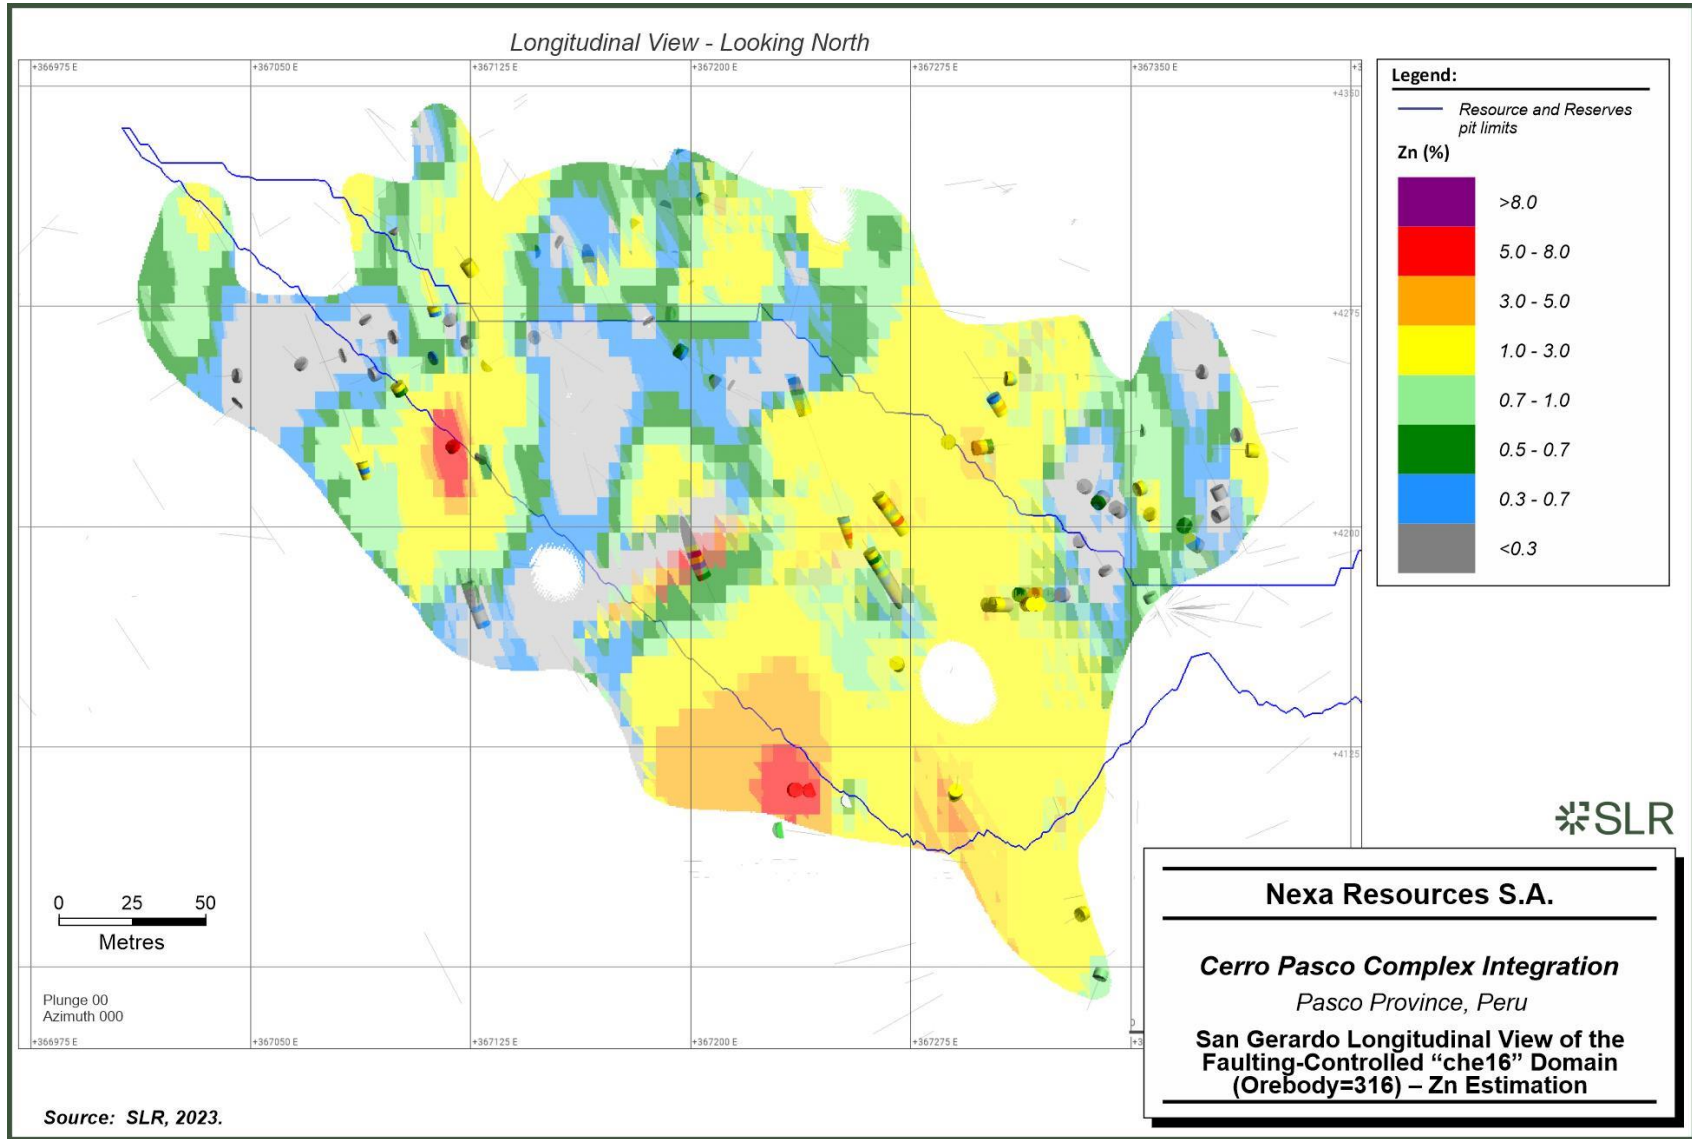 Longitudinal View - Looking North
+366975 E
+367050 E
+367125 E
+367200 E
+367275 E
+367350 E
+3
+4350
+4275
+4200
+4125
Legend:
Resource and Reserves
pit limits
Zn (%)
>8.0
5.0 - 8.0
3.0 - 5.0
1.0 - 3.0
0.7 - 1.0
0.5 - 0.7
0.3 - 0.7
<0.3
SLR
0 25 50
Metres
Plunge 00
Azimuth 000
+366975 E
+367050 E
+367125 E
+367200 E
+367275 E
+3
Nexa Resources S.A.
Cerro Pasco Complex Integration
Pasco Province, Peru
San Gerardo Longitudinal View of the
Faulting-Controlled “che16” Domain
(Orebody=316) – Zn Estimation
Source: SLR, 2023.